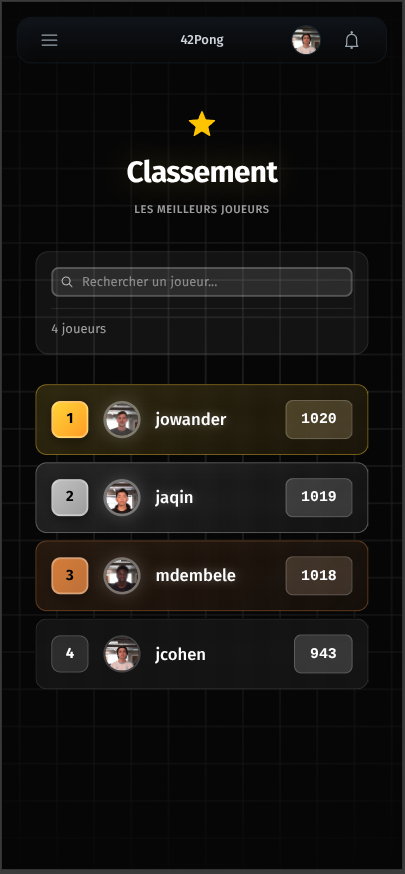 42Pong
Classement
LES MEILLEURS JOUEURS
Rechercher un joueur...
4 joueurs
1 jowander 1020
2 jaqin 1019
3 mdembele 1018
4 jcohen 943